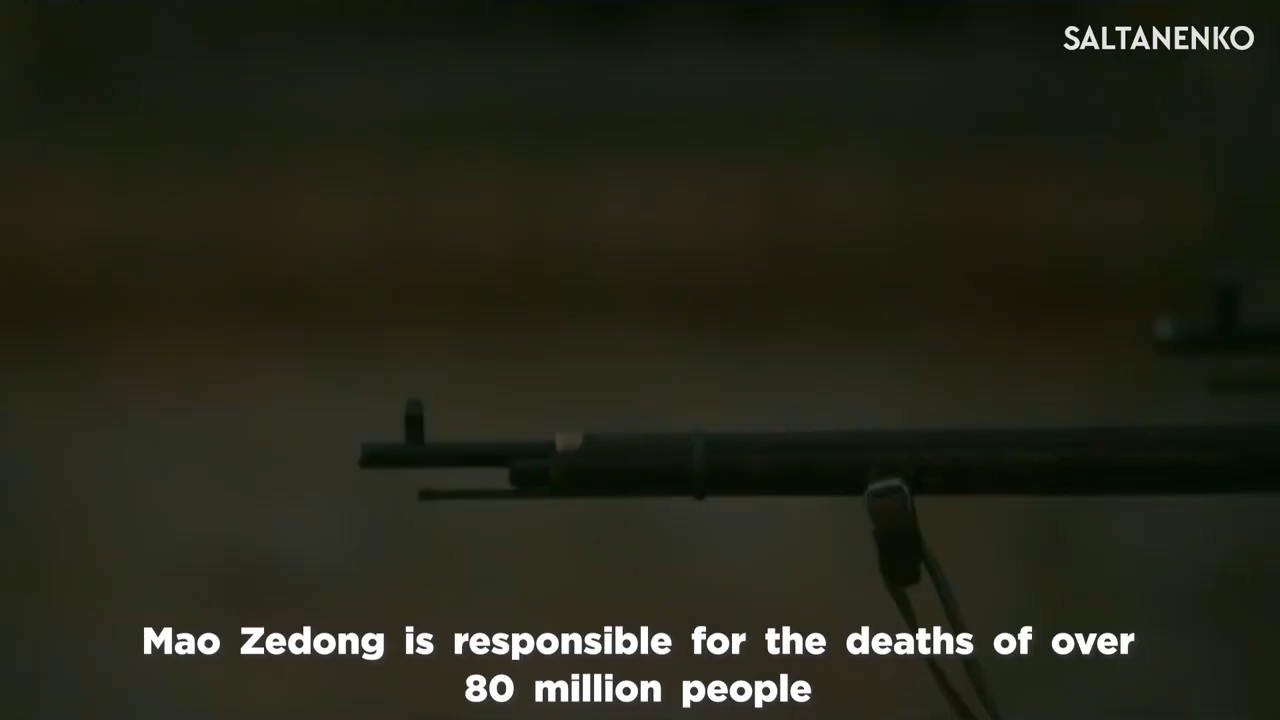 SALTANENKO
Mao Zedong is responsible for the deaths of over
80 million people